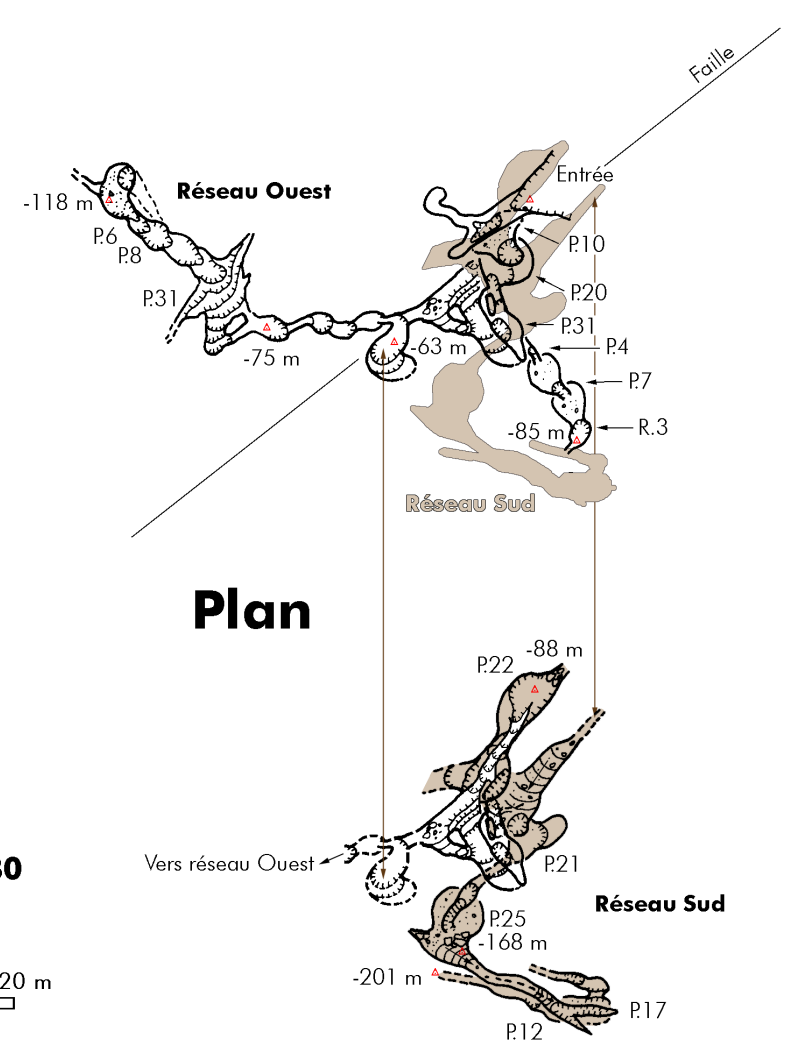 Faille
Entrée
Réseau Ouest
-118 m
P.6
P.8
P.10
P.31
P.20
P.31
-63 m
P.4
-75 m
P.7
-85 m
R.3
Réseau Sud
Plan
-88 m
P.22
Vers réseau Ouest
P.21
30
Réseau Sud
P.25
-168 m
-201 m
20 m
P.17
P.12